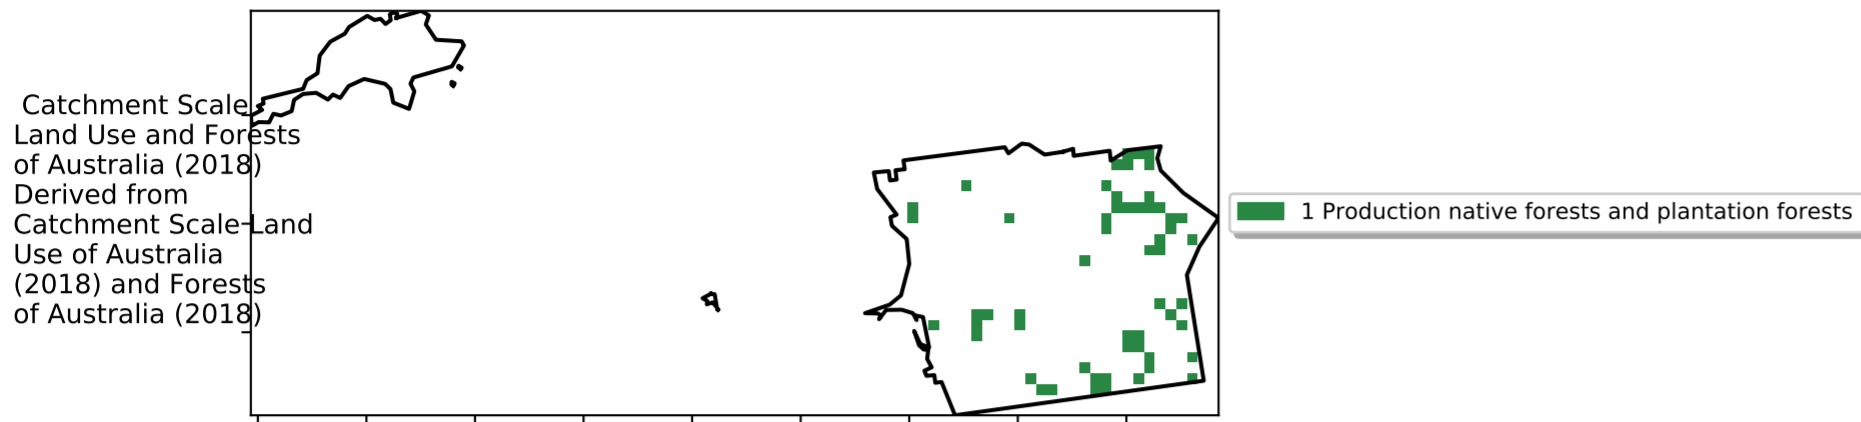 Catchment Scale
Land Use and Forests
of Australia (2018)
Derived from
Catchment Scale Land
Use of Australia
(2018) and Forests
of Australia (2018)
1 Production native forests and plantation forests